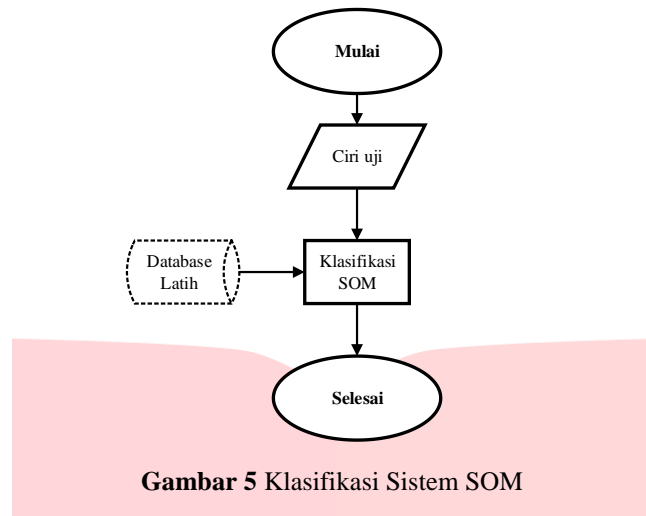 Mulai
Ciri uji
Database
Latih
Klasifikasi
SOM
Selesai
Gambar 5 Klasifikasi Sistem SOM